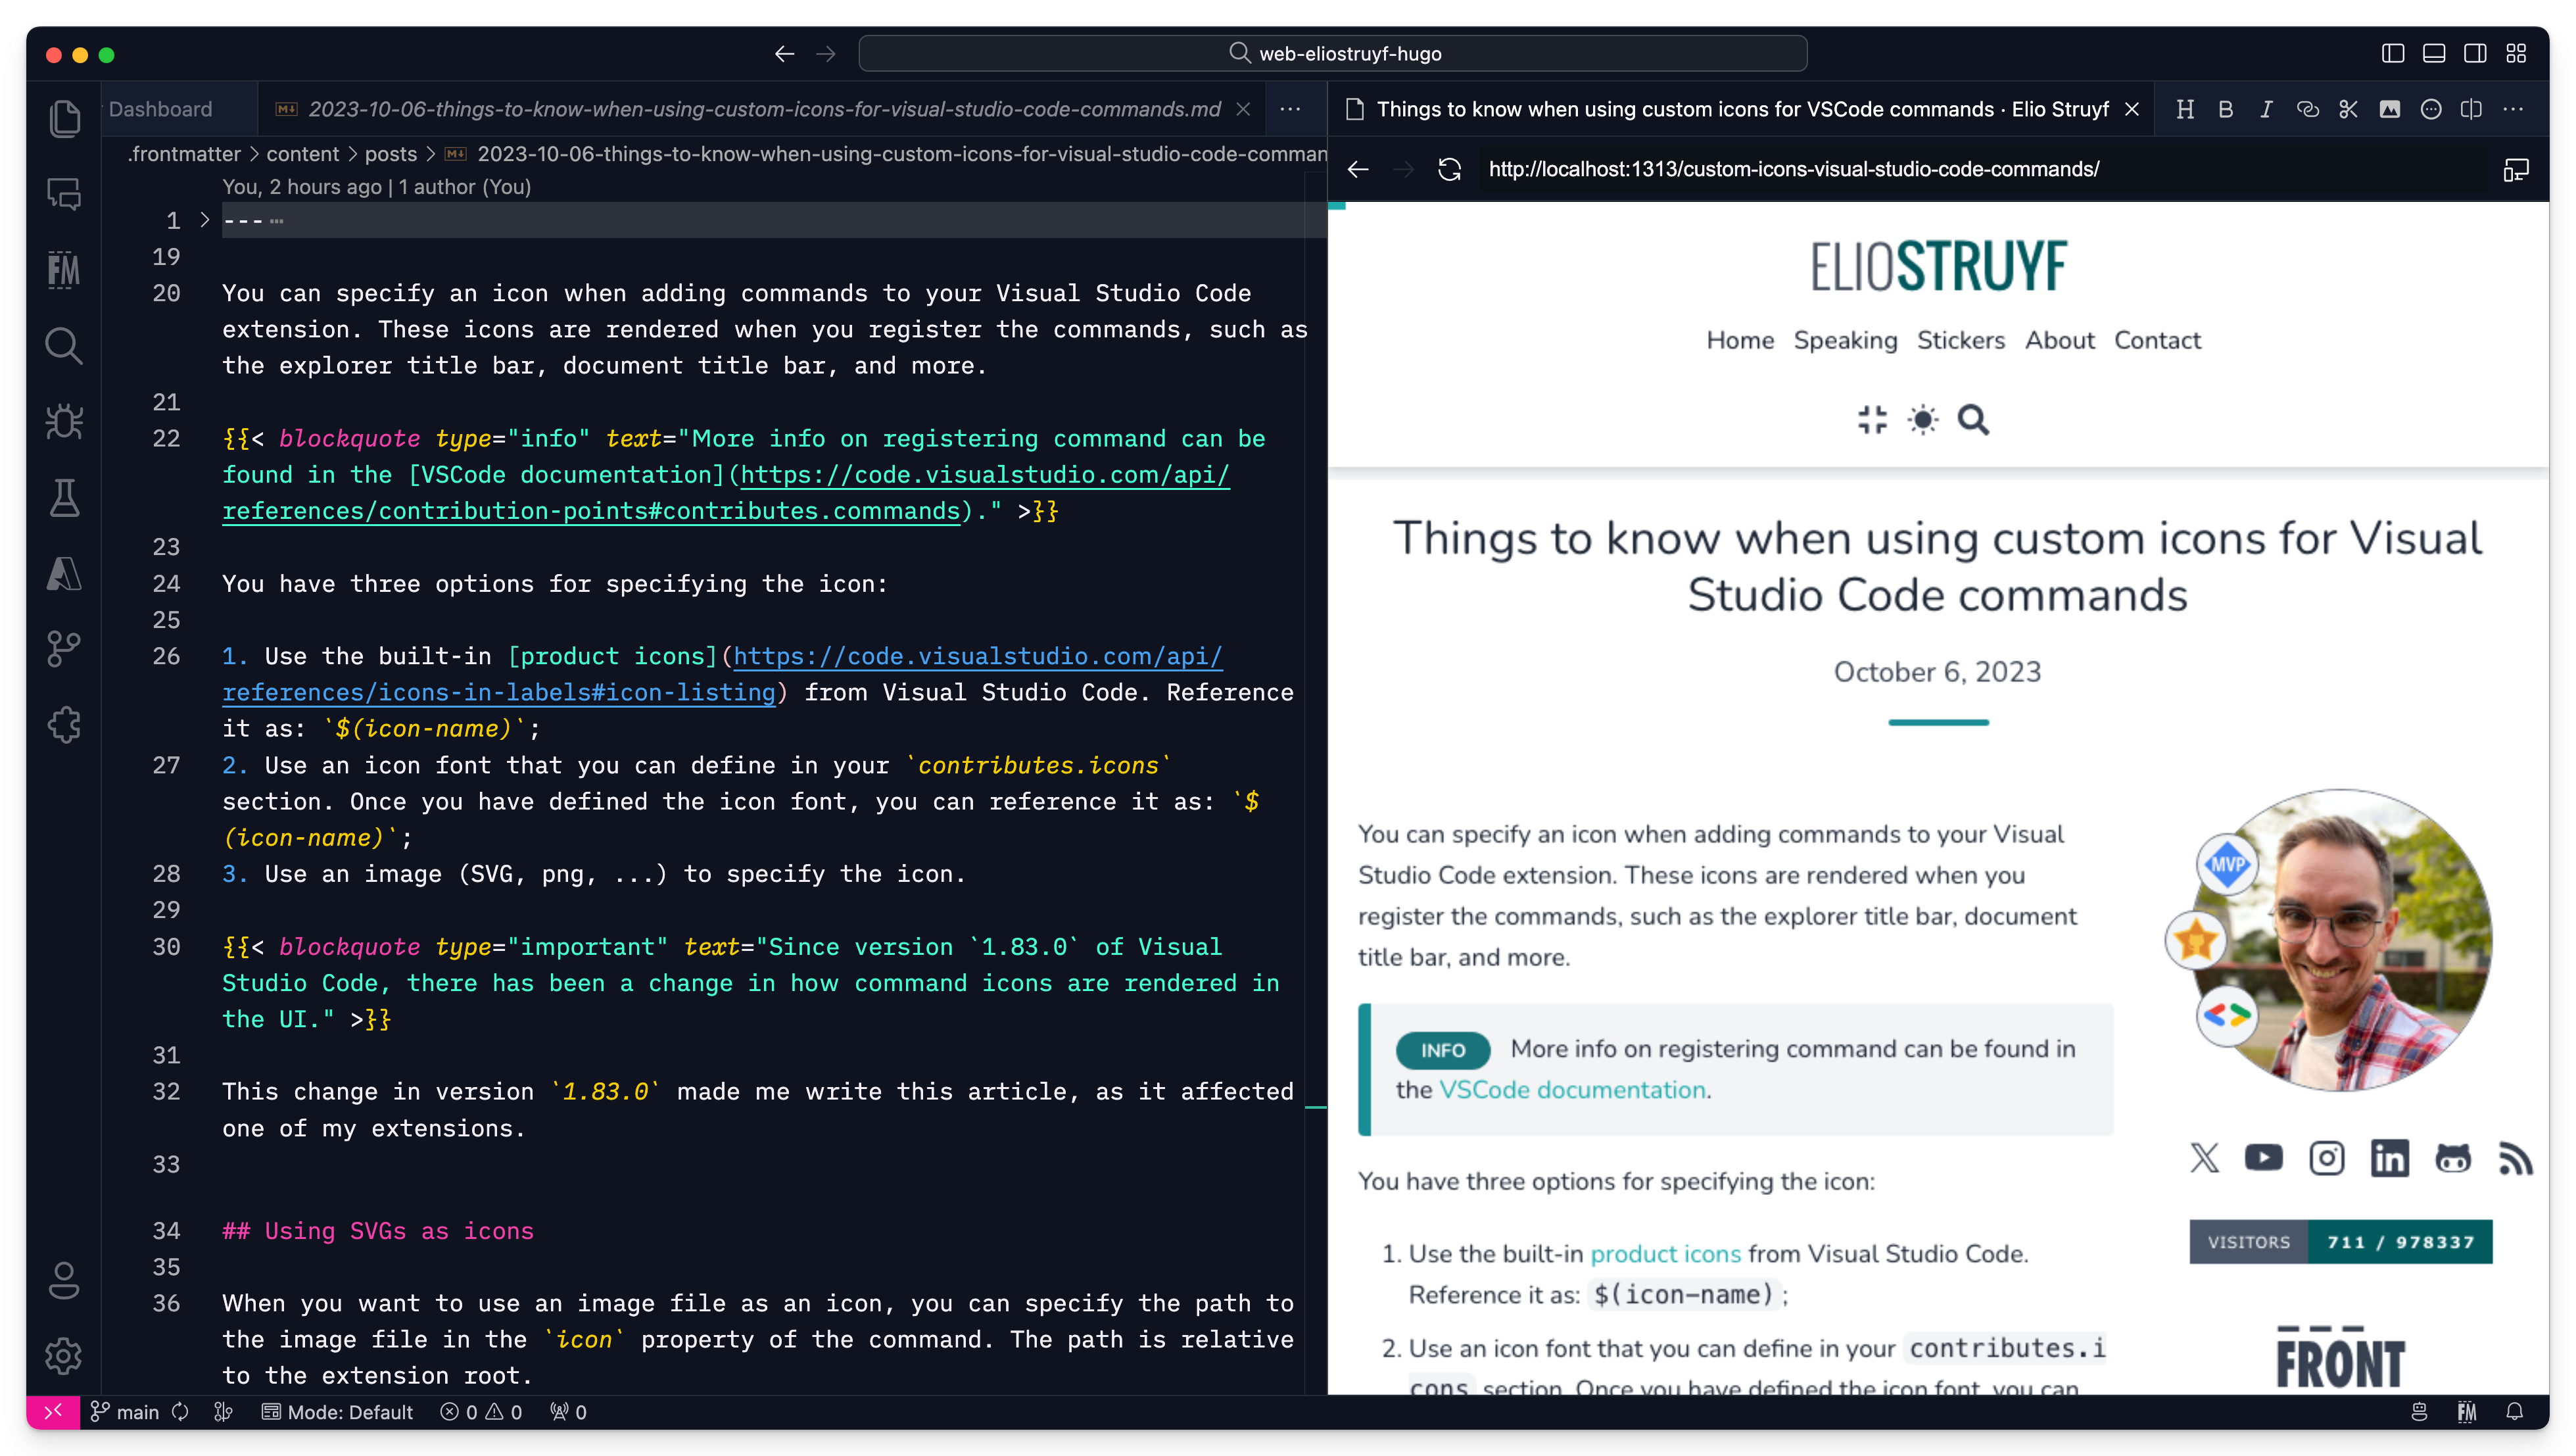 web-eliostruyf-hugo
Dashboard
2023-10-06-things-to-know-when-using-custom-icons-for-visual-studio-code-commands.md
.frontmatter > content > posts > 2023-10-06-things-to-know-when-using-custom-icons-for-visual-studio-code-comman
You, 2 hours ago | 1 author (You)
1 > ---
19
20 You can specify an icon when adding commands to your Visual Studio Code
extension. These icons are rendered when you register the commands, such as
the explorer title bar, document title bar, and more.
21
22 {{< blockquote type="info" text="More info on registering command can be
found in the [VSCode documentation](https://code.visualstudio.com/api/
references/contribution-points#contributes.commands)." >}}
23
24 You have three options for specifying the icon:
25
26 1. Use the built-in [product icons](https://code.visualstudio.com/api/
references/icons-in-labels#icon-listing) from Visual Studio Code. Reference
it as: `$(icon-name)`;
27 2. Use an icon font that you can define in your `contributes.icons`
section. Once you have defined the icon font, you can reference it as: `$
(icon-name)`;
28 3. Use an image (SVG, png, ...) to specify the icon.
29
30 {{< blockquote type="important" text="Since version `1.83.0` of Visual
Studio Code, there has been a change in how command icons are rendered in
the UI." >}}
31
32 This change in version `1.83.0` made me write this article, as it affected
one of my extensions.
33
34 ## Using SVGs as icons
35
36 When you want to use an image file as an icon, you can specify the path to
the image file in the `icon` property of the command. The path is relative
to the extension root.
Things to know when using custom icons for VSCode commands · Elio Struyf
http://localhost:1313/custom-icons-visual-studio-code-commands/
ELIOSTRUYF
Home Speaking Stickers About Contact
Things to know when using custom icons for Visual
Studio Code commands
October 6, 2023
You can specify an icon when adding commands to your Visual
Studio Code extension. These icons are rendered when you
register the commands, such as the explorer title bar, document
title bar, and more.
MVP
INFO More info on registering command can be found in
the VSCode documentation.
You have three options for specifying the icon:
1. Use the built-in product icons from Visual Studio Code.
Reference it as: $(icon-name);
2. Use an icon font that you can define in your contributes.i
cons section. Once you have defined the icon font, you can
VISITORS 711 / 978337
FRONT
FM
main
Mode: Default
0 0
0
FM